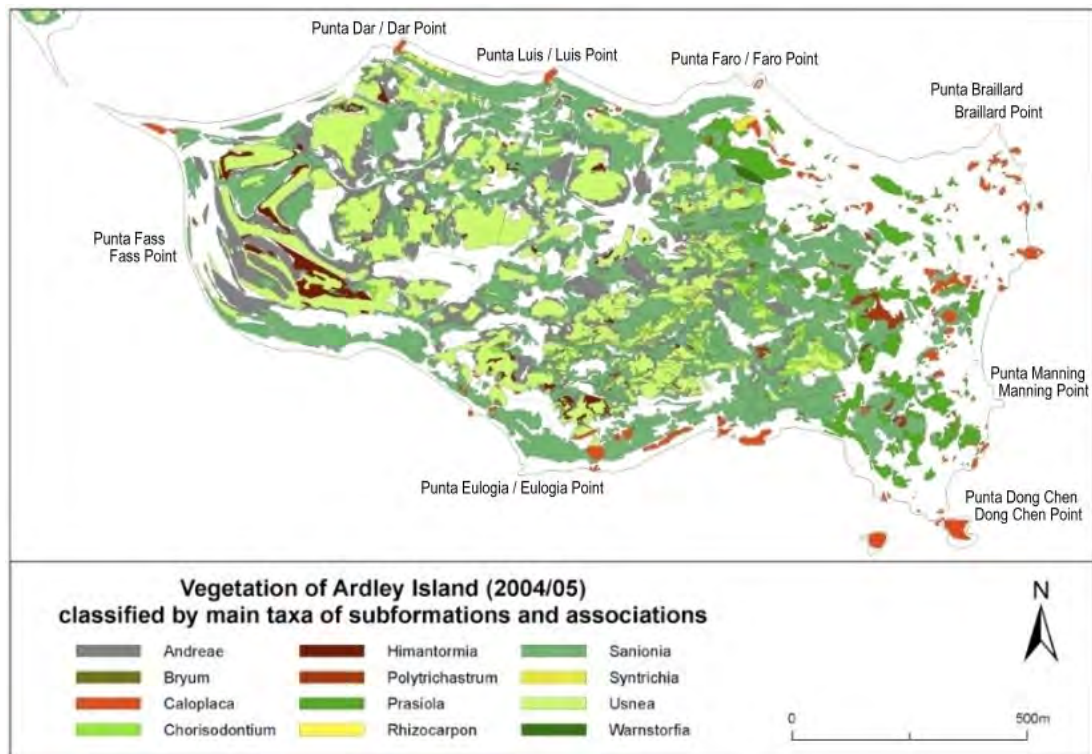 Punta Dar / Dar Point
Punta Luis / Luis Point
Punta Faro / Faro Point
Punta Braillard
Braillard Point
Punta Fass
Fass Point
Punta Manning
Manning Point
Punta Eulogia / Eulogia Point
Punta Dong Chen
Dong Chen Point
Vegetation of Ardley Island (2004/05)
classified by main taxa of subformations and associations
N
Andreae
Himantormia
Sanionia
Bryum
Polytrichastrum
Syntrichia
Caloplaca
Prasiola
Usnea
Chorisodontium
Rhizocarpon
Warnstorfia
0
500m